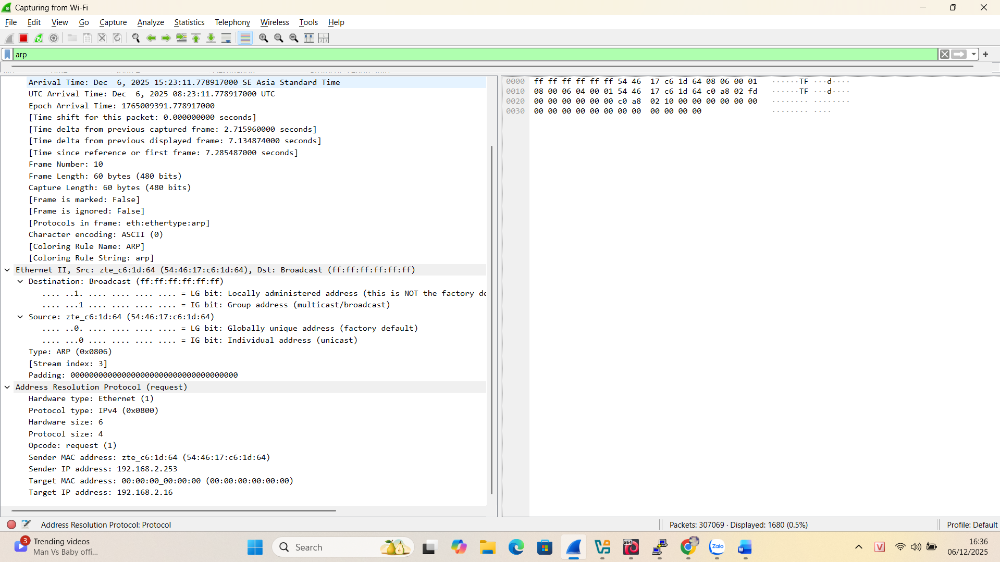 Capturing from Wi-Fi
File Edit View Go Capture Analyze Statistics Telephony Wireless Tools Help
arp
Arrival Time: Dec  6, 2025 15:23:11.778917000 SE Asia Standard Time
UTC Arrival Time: Dec  6, 2025 08:23:11.778917000 UTC
Epoch Arrival Time: 1765009391.778917000
[Time shift for this packet: 0.000000000 seconds]
[Time delta from previous captured frame: 2.715960000 seconds]
[Time delta from previous displayed frame: 7.134874000 seconds]
[Time since reference or first frame: 7.285487000 seconds]
Frame Number: 10
Frame Length: 60 bytes (480 bits)
Capture Length: 60 bytes (480 bits)
[Frame is marked: False]
[Frame is ignored: False]
[Protocols in frame: eth:ethertype:arp]
Character encoding: ASCII (0)
[Coloring Rule Name: ARP]
[Coloring Rule String: arp]
Ethernet II, Src: zte_c6:1d:64 (54:46:17:c6:1d:64), Dst: Broadcast (ff:ff:ff:ff:ff:ff)
Destination: Broadcast (ff:ff:ff:ff:ff:ff)
.... ..1. .... .... .... .... = LG bit: Locally administered address (this is NOT the factory de
.... ...1 .... .... .... .... = IG bit: Group address (multicast/broadcast)
Source: zte_c6:1d:64 (54:46:17:c6:1d:64)
.... ..0. .... .... .... .... = LG bit: Globally unique address (factory default)
.... ...0 .... .... .... .... = IG bit: Individual address (unicast)
Type: ARP (0x0806)
[Stream index: 3]
Padding: 000000000000000000000000000000000000
Address Resolution Protocol (request)
Hardware type: Ethernet (1)
Protocol type: IPv4 (0x0800)
Hardware size: 6
Protocol size: 4
Opcode: request (1)
Sender MAC address: zte_c6:1d:64 (54:46:17:c6:1d:64)
Sender IP address: 192.168.2.253
Target MAC address: 00:00:00_00:00:00 (00:00:00:00:00:00)
Target IP address: 192.168.2.16
0000 ff ff ff ff ff ff 54 46 17 c6 1d 64 08 06 00 01 ······TF ···d····
0010 08 00 06 04 00 01 54 46 17 c6 1d 64 c0 a8 02 fd ······TF ···d····
0020 00 00 00 00 00 00 c0 a8 02 10 00 00 00 00 00 00 ········ ········
0030 00 00 00 00 00 00 00 00 00 00 00 00 ········ ····
Address Resolution Protocol: Protocol
Packets: 307069 · Displayed: 1680 (0.5%)
Profile: Default
3
Trending videos
Man Vs Baby offi...
Search
x64
Zalo
W
V
16:36
06/12/2025